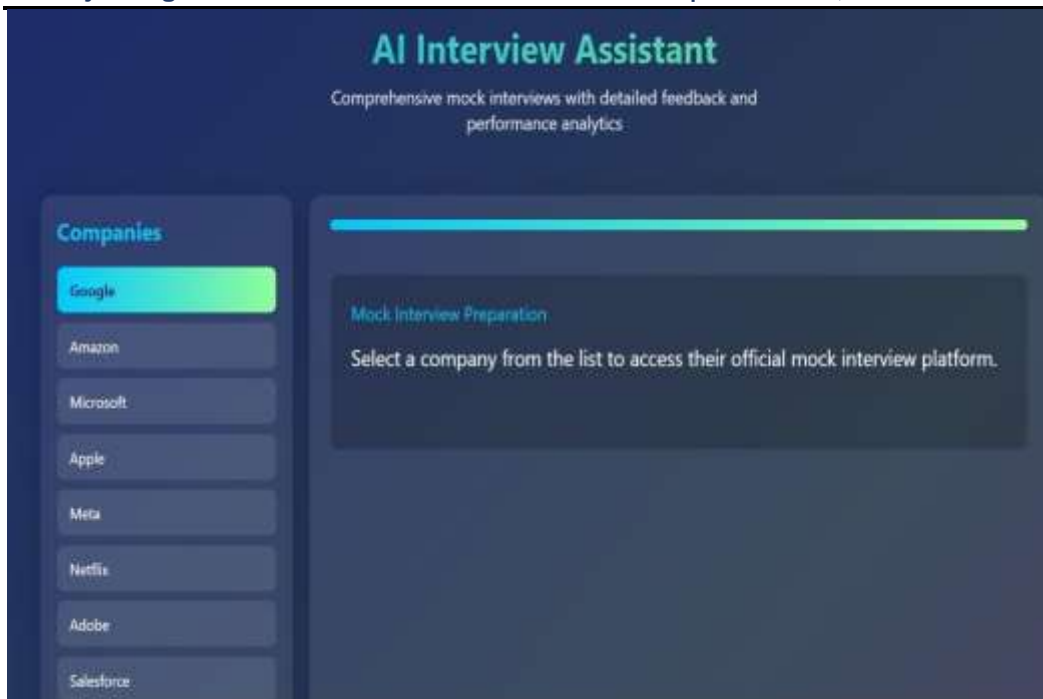 AI Interview Assistant
Comprehensive mock interviews with detailed feedback and
performance analytics
Companies
Google
Amazon
Microsoft
Apple
Meta
Netflix
Adobe
Salesforce
Mock Interview Preparation
Select a company from the list to access their official mock interview platform.